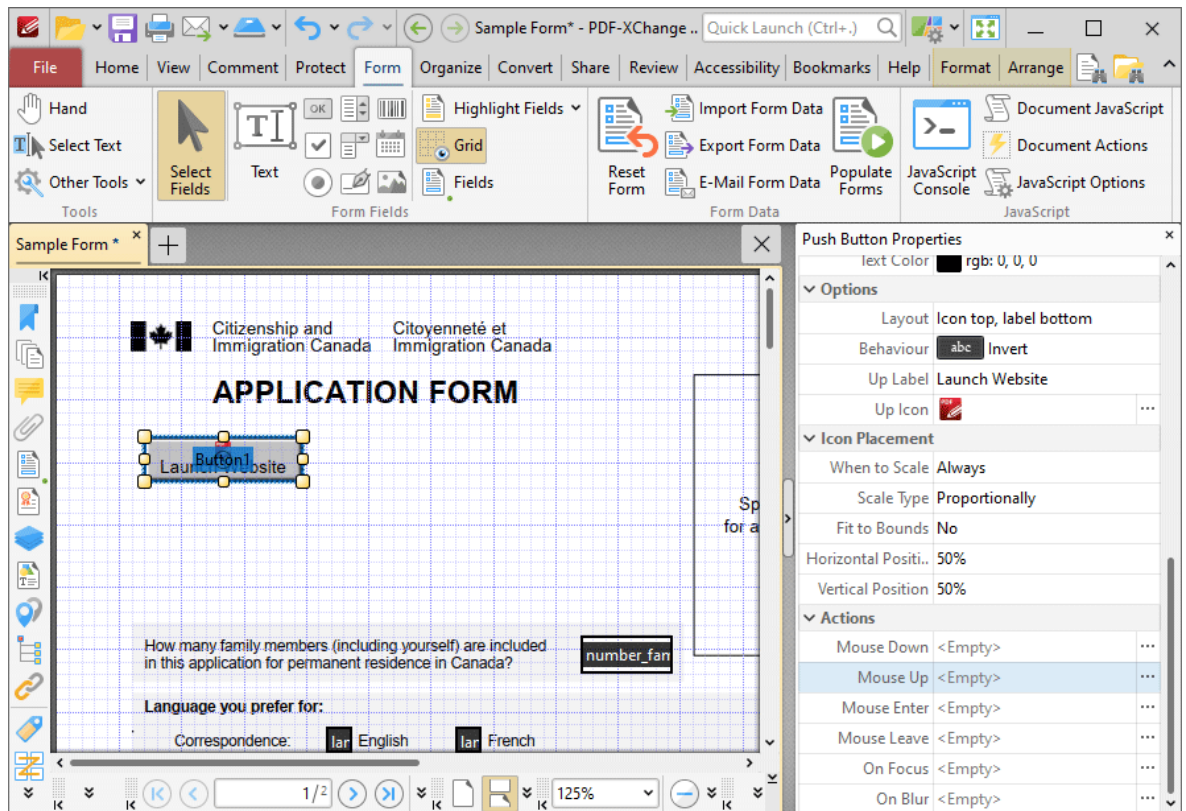 Sample Form* - PDF-XChange ..
Quick Launch (Ctrl+.)
File Home View Comment Protect Form Organize Convert Share Review Accessibility Bookmarks Help Format Arrange
Hand
Select Text
Other Tools
Tools
Select Fields
Text
OK
Highlight Fields
Grid
Fields
Form Fields
Reset Form
Import Form Data
Export Form Data
E-Mail Form Data
Populate Forms
Form Data
JavaScript Console
Document JavaScript
Document Actions
JavaScript Options
JavaScript
Sample Form *
Citizenship and Immigration Canada
Citoyenneté et Immigration Canada
APPLICATION FORM
Button1
Launch Website
Sp
for a
How many family members (including yourself) are included
in this application for permanent residence in Canada?
number_fam
Language you prefer for:
Correspondence: lar English lar French
1/2
125%
Push Button Properties
Text Color rgb: 0, 0, 0
Options
Layout Icon top, label bottom
Behaviour abc Invert
Up Label Launch Website
Up Icon PDF ...
Icon Placement
When to Scale Always
Scale Type Proportionally
Fit to Bounds No
Horizontal Positi.. 50%
Vertical Position 50%
Actions
Mouse Down <Empty> ...
Mouse Up <Empty> ...
Mouse Enter <Empty> ...
Mouse Leave <Empty> ...
On Focus <Empty> ...
On Blur <Empty> ...